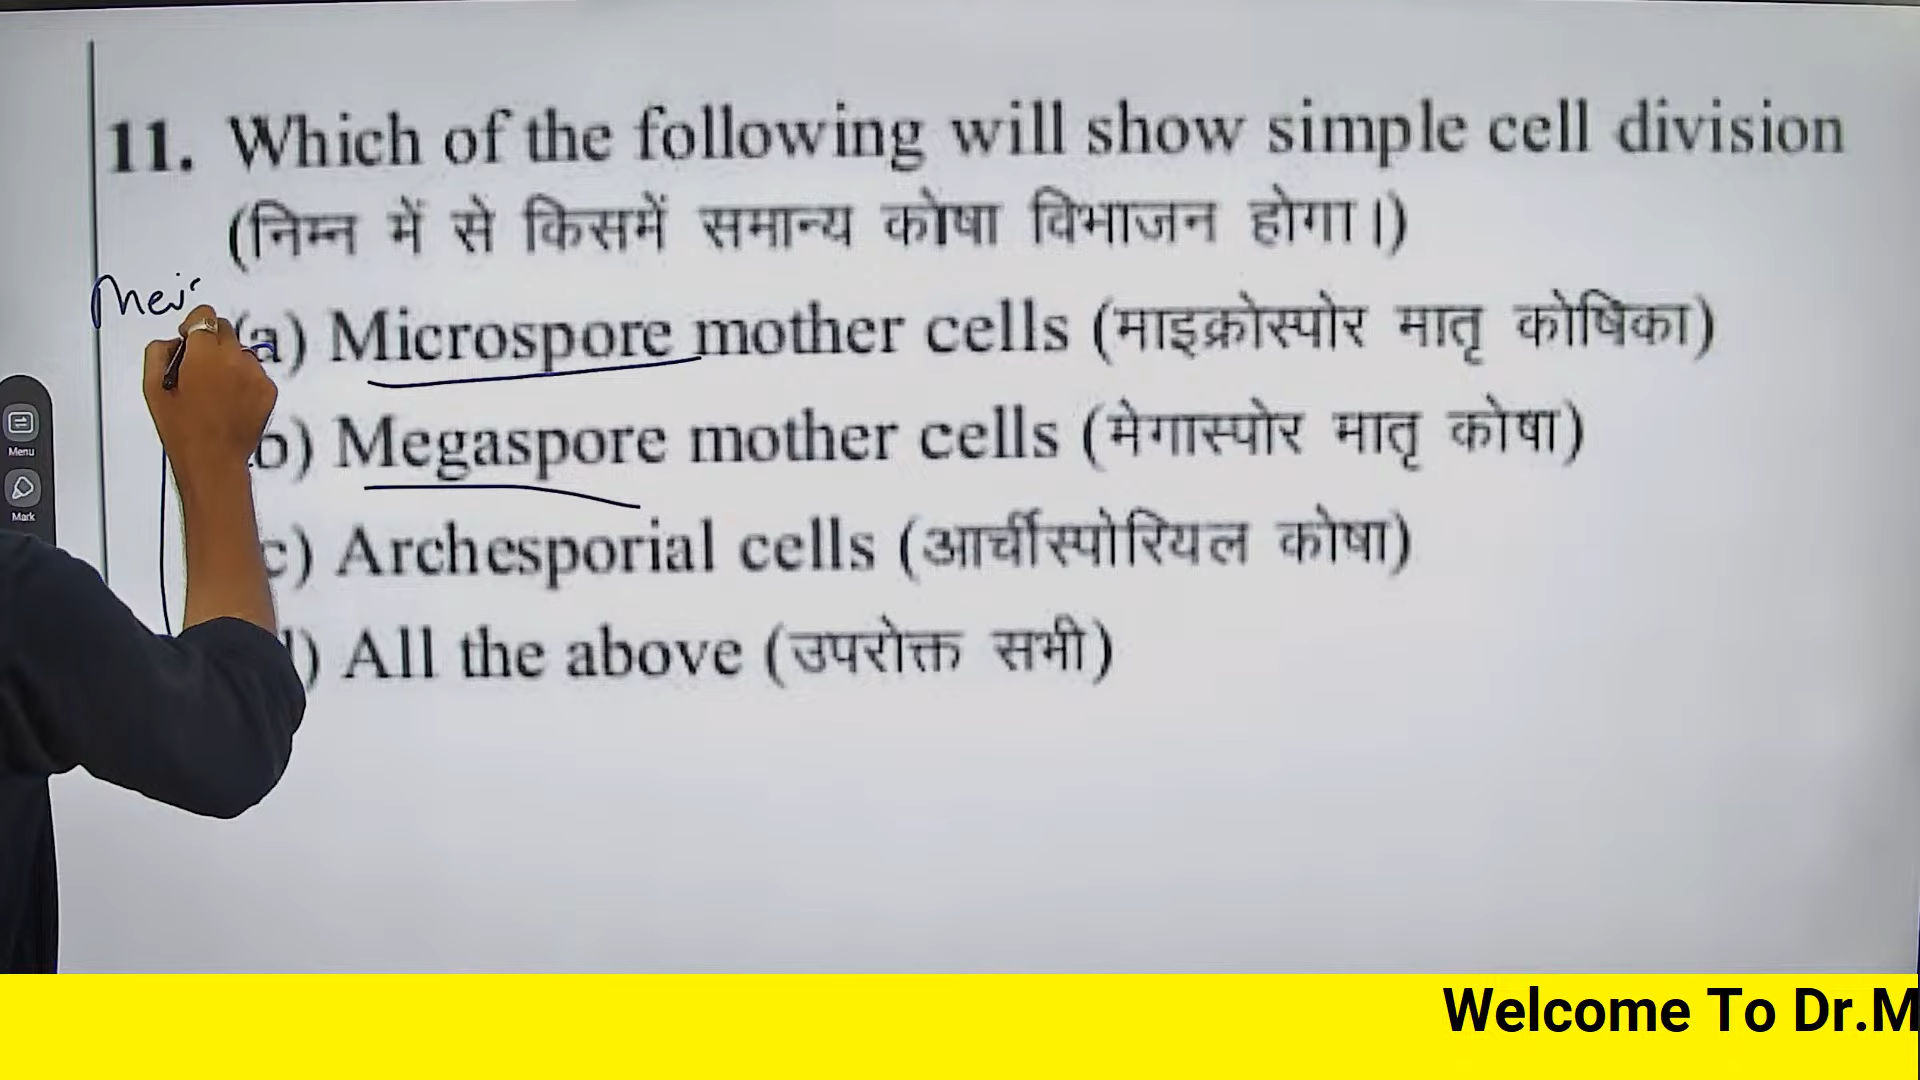 11. Which of the following will show simple cell division
(निम्न में से किसमें समान्य कोषा विभाजन होगा।)
Mei
(a) Microspore mother cells (माइक्रोस्पोर मातृ कोषिका)
b) Megaspore mother cells (मेगास्पोर मातृ कोषा)
c) Archesporial cells (आर्चीस्पोरियल कोषा)
) All the above (उपरोक्त सभी)
Menu
Mark
Welcome To Dr.M